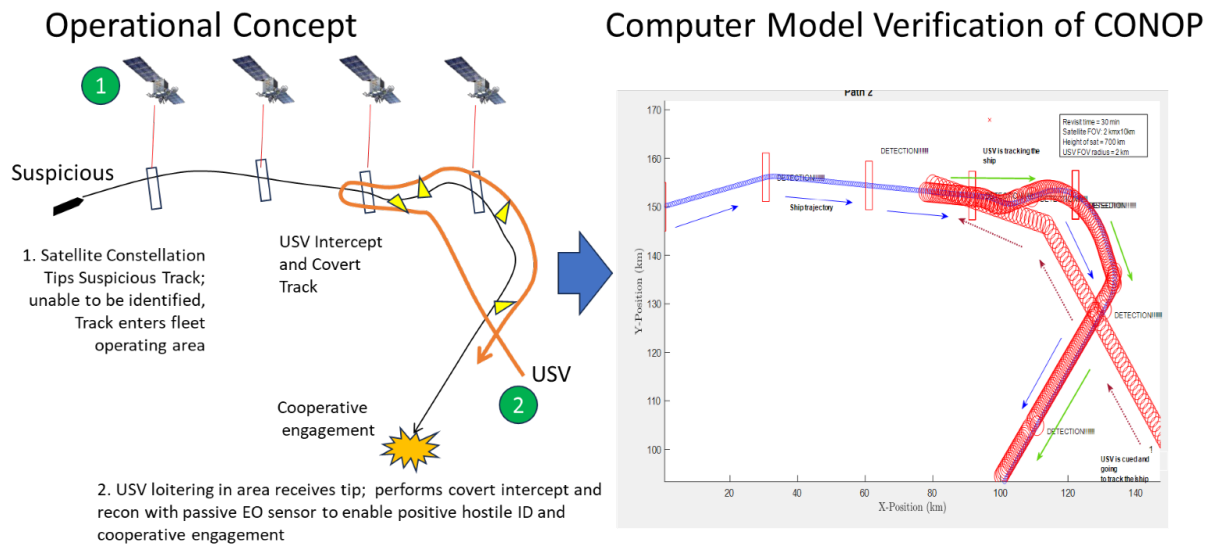 Operational Concept
1
Suspicious
1. Satellite Constellation
Tips Suspicious Track;
unable to be identified,
Track enters fleet
operating area
USV Intercept
and Covert
Track
USV
2
Cooperative
engagement
2. USV loitering in area receives tip; performs covert intercept and
recon with passive EO sensor to enable positive hostile ID and
cooperative engagement
Computer Model Verification of CONOP
Path 2
170
160
150
140
130
120
110
100
Y-Position (km)
20
40
60
80
100
120
140
X-Position (km)
Revisit time = 30 min
Satellite FOV: 2 kmx10km
Height of sat = 700 km
USV FOV radius = 2 km
DETECTION!!!!!!
USV is tracking the
ship
DETECTION!!!!!!
Ship trajectory
DETECTION!!!!!!
DETECTION!!!!!!
1
USV is cued and
going
to track the ship